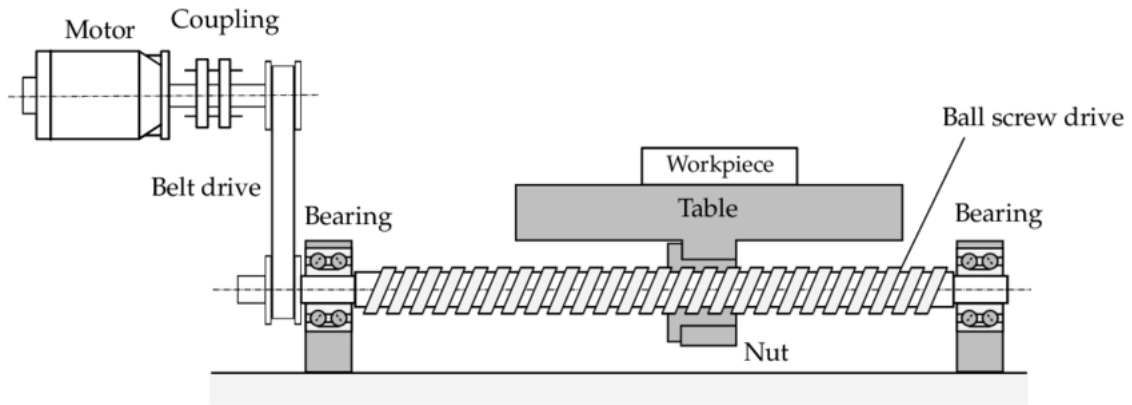 Motor
Coupling
Ball screw drive
Workpiece
Belt drive
Table
Bearing
Bearing
Nut